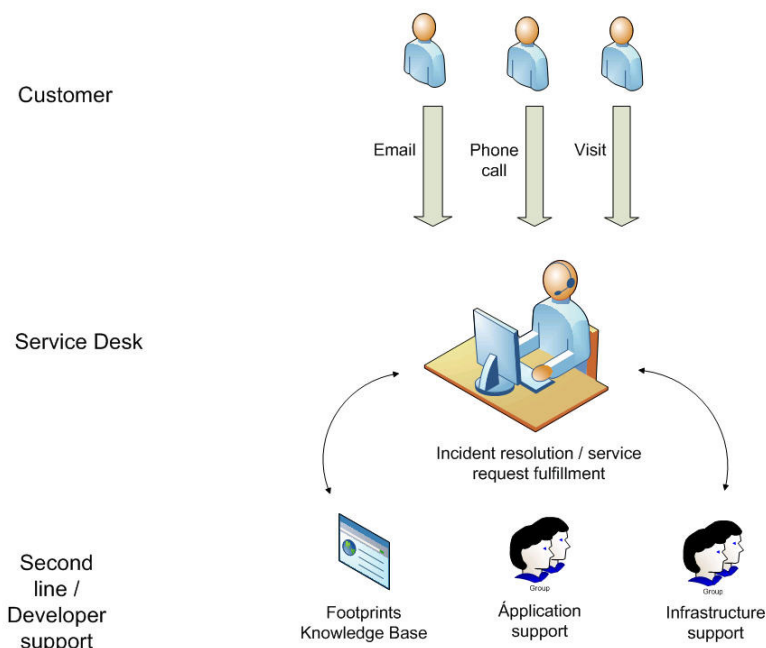 Customer
Email
Phone
call
Visit
Service Desk
Incident resolution / service
request fulfillment
Second
line /
Developer
support
Group
Group
Footprints
Knowledge Base
Ápplication
support
Infrastructure
support